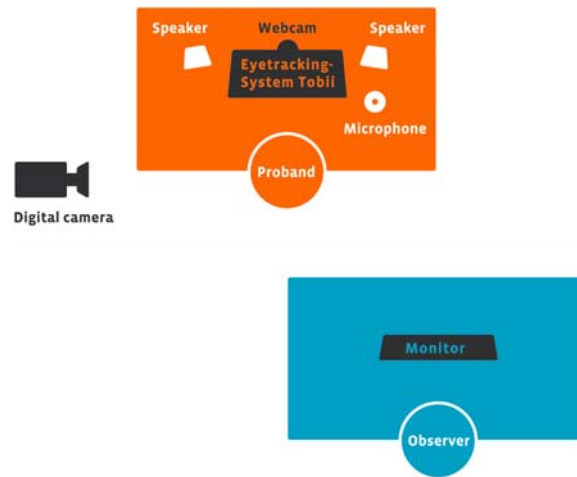 Speaker Webcam Speaker
Eyetracking-
System Tobii
Microphone
Proband
Digital camera
Monitor
Observer